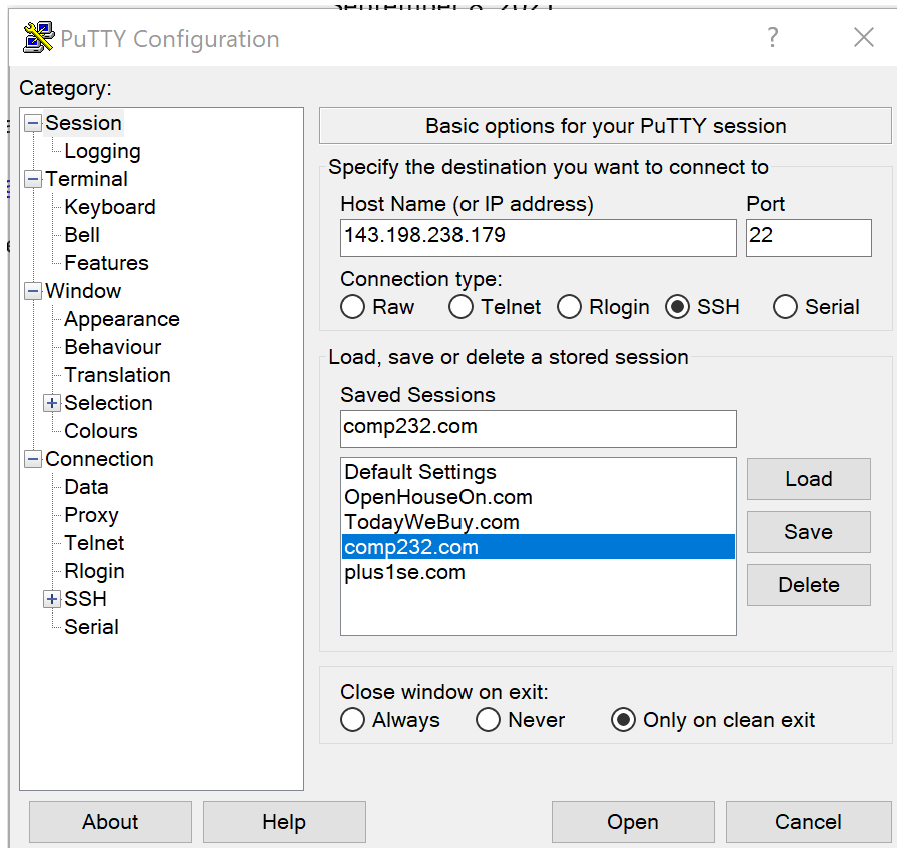 September 8, 2021
PuTTY Configuration
?
Category:
Session
Logging
Terminal
Keyboard
Bell
Features
Window
Appearance
Behaviour
Translation
Selection
Colours
Connection
Data
Proxy
Telnet
Rlogin
SSH
Serial
Basic options for your PuTTY session
Specify the destination you want to connect to
Host Name (or IP address) Port
143.198.238.179 22
Connection type:
Raw Telnet Rlogin SSH Serial
Load, save or delete a stored session
Saved Sessions
comp232.com
Default Settings
OpenHouseOn.com
TodayWeBuy.com
comp232.com
plus1se.com
Load
Save
Delete
Close window on exit:
Always Never Only on clean exit
About Help Open Cancel